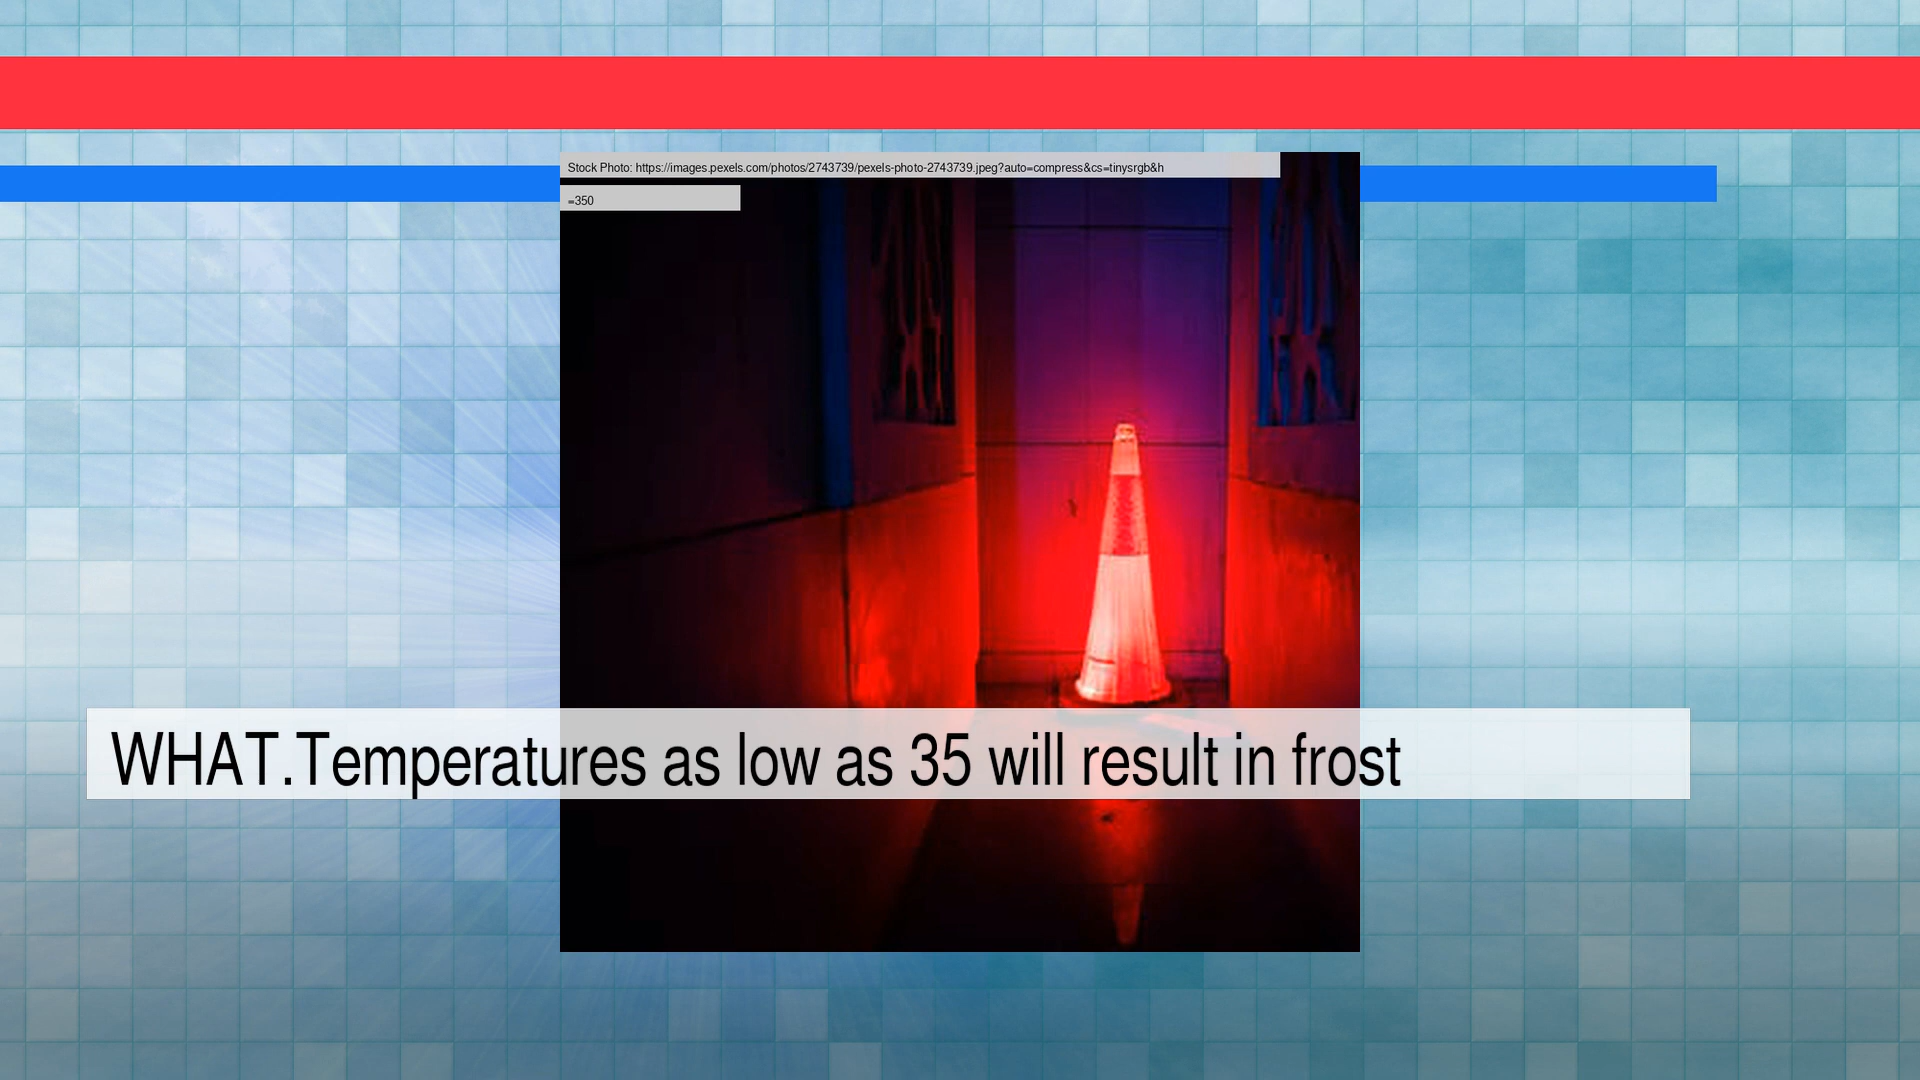 Stock Photo: https://images.pexels.com/photos/2743739/pexels-photo-2743739.jpeg?auto=compress&cs=tinysrgb&h
=350
WHAT.Temperatures as low as 35 will result in frost